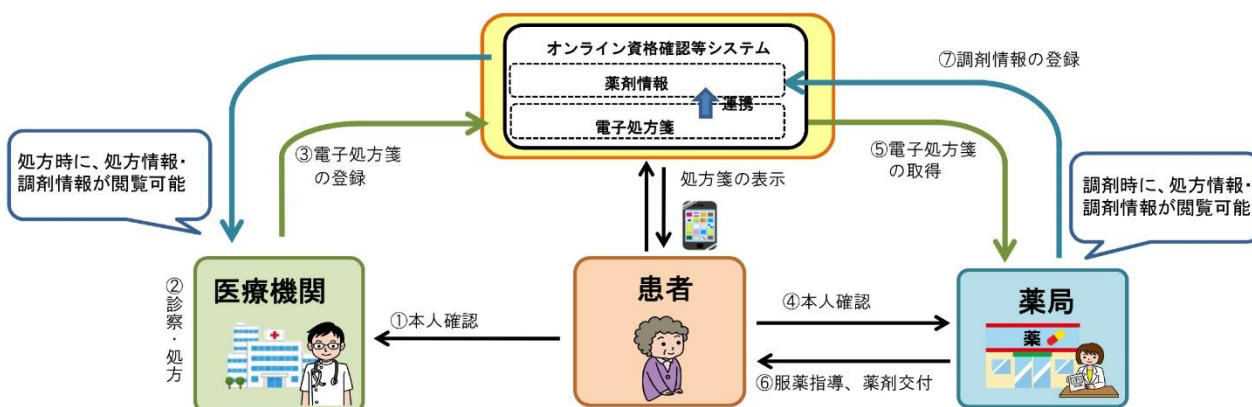 オンライン資格確認等システム
薬剤情報
連携
電子処方箋
⑦調剤情報の登録
処方時に、処方情報・
調剤情報が閲覧可能
③電子処方箋
の登録
処方箋の表示
⑤電子処方箋
の取得
調剤時に、処方情報・
調剤情報が閲覧可能
②診察・処方
医療機関
①本人確認
患者
④本人確認
⑥服薬指導、薬剤交付
薬局
薬